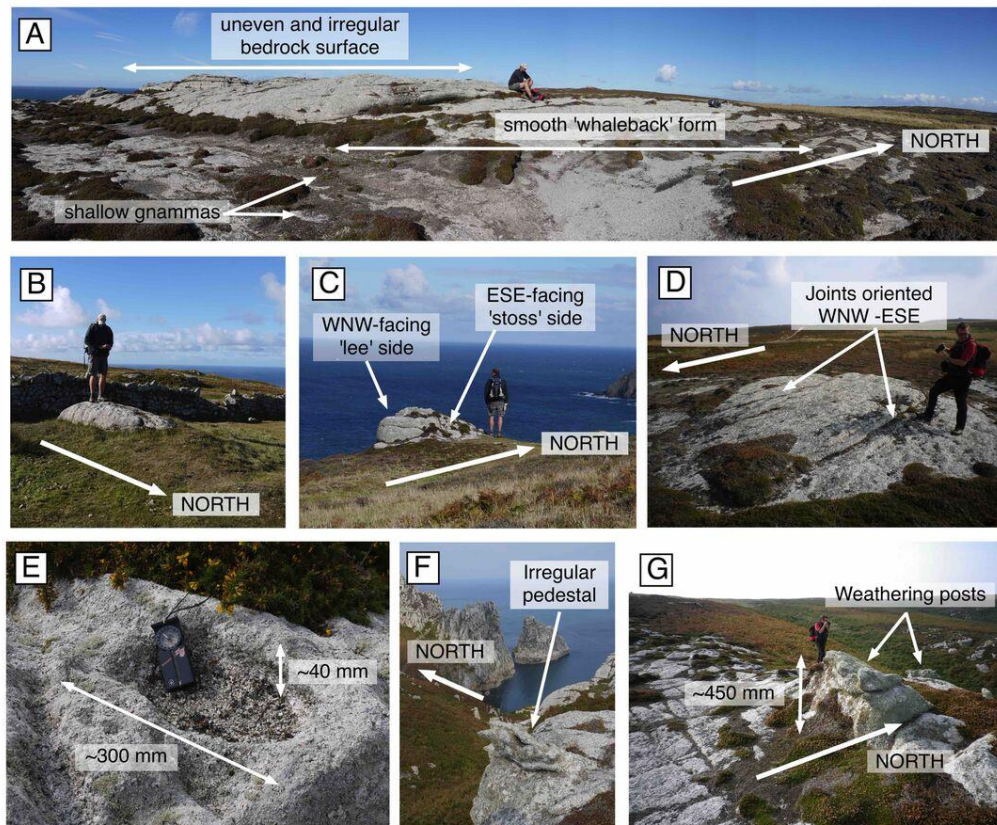 A
uneven and irregular
bedrock surface
smooth 'whaleback' form
NORTH
shallow gnammas
B
NORTH
C
WNW-facing
'lee' side
ESE-facing
'stoss' side
NORTH
D
Joints oriented
WNW -ESE
NORTH
E
~40 mm
~300 mm
F
Irregular
pedestal
NORTH
G
Weathering posts
~450 mm
NORTH